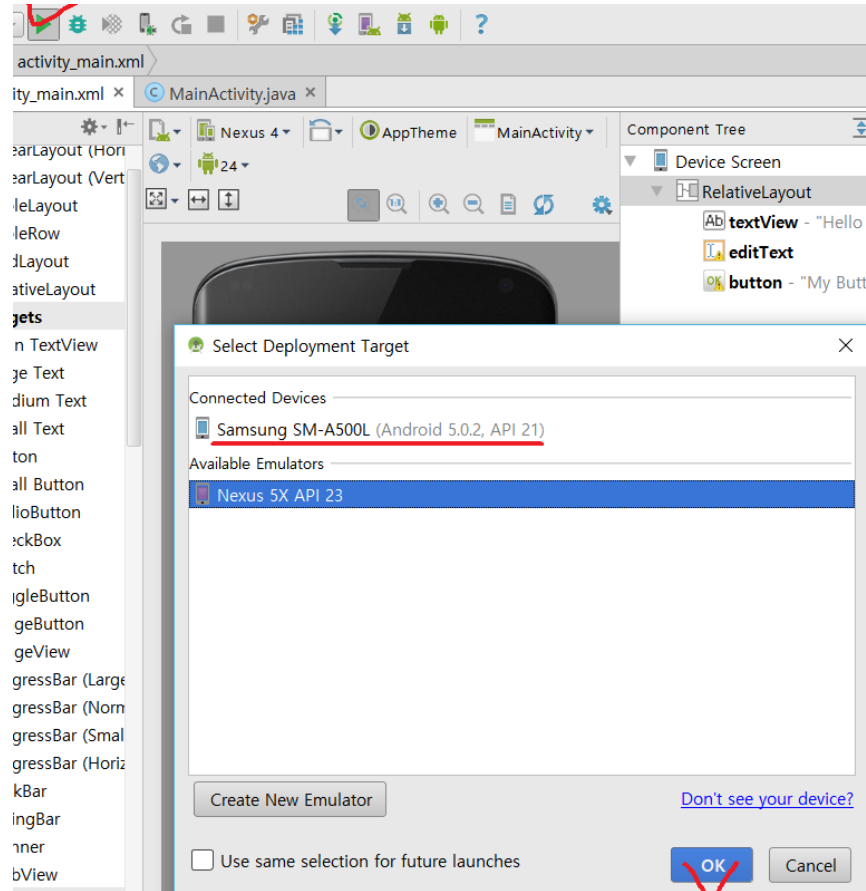 ?
activity_main.xml
ity_main.xml ×
C MainActivity.java ×
Nexus 4
AppTheme
MainActivity
24
1:1
earLayout (Hori
earLayout (Vert
leLayout
leRow
dLayout
ativeLayout
gets
n TextView
ge Text
dium Text
all Text
ton
all Button
lioButton
eckBox
tch
ggleButton
geButton
geView
gressBar (Large
gressBar (Norm
gressBar (Smal
gressBar (Horiz
kBar
ingBar
nner
bView
Component Tree
Device Screen
RelativeLayout
Ab textView - "Hello
editText
OK button - "My Butt
Select Deployment Target
Connected Devices
Samsung SM-A500L (Android 5.0.2, API 21)
Available Emulators
Nexus 5X API 23
Create New Emulator
Don't see your device?
Use same selection for future launches
OK
Cancel